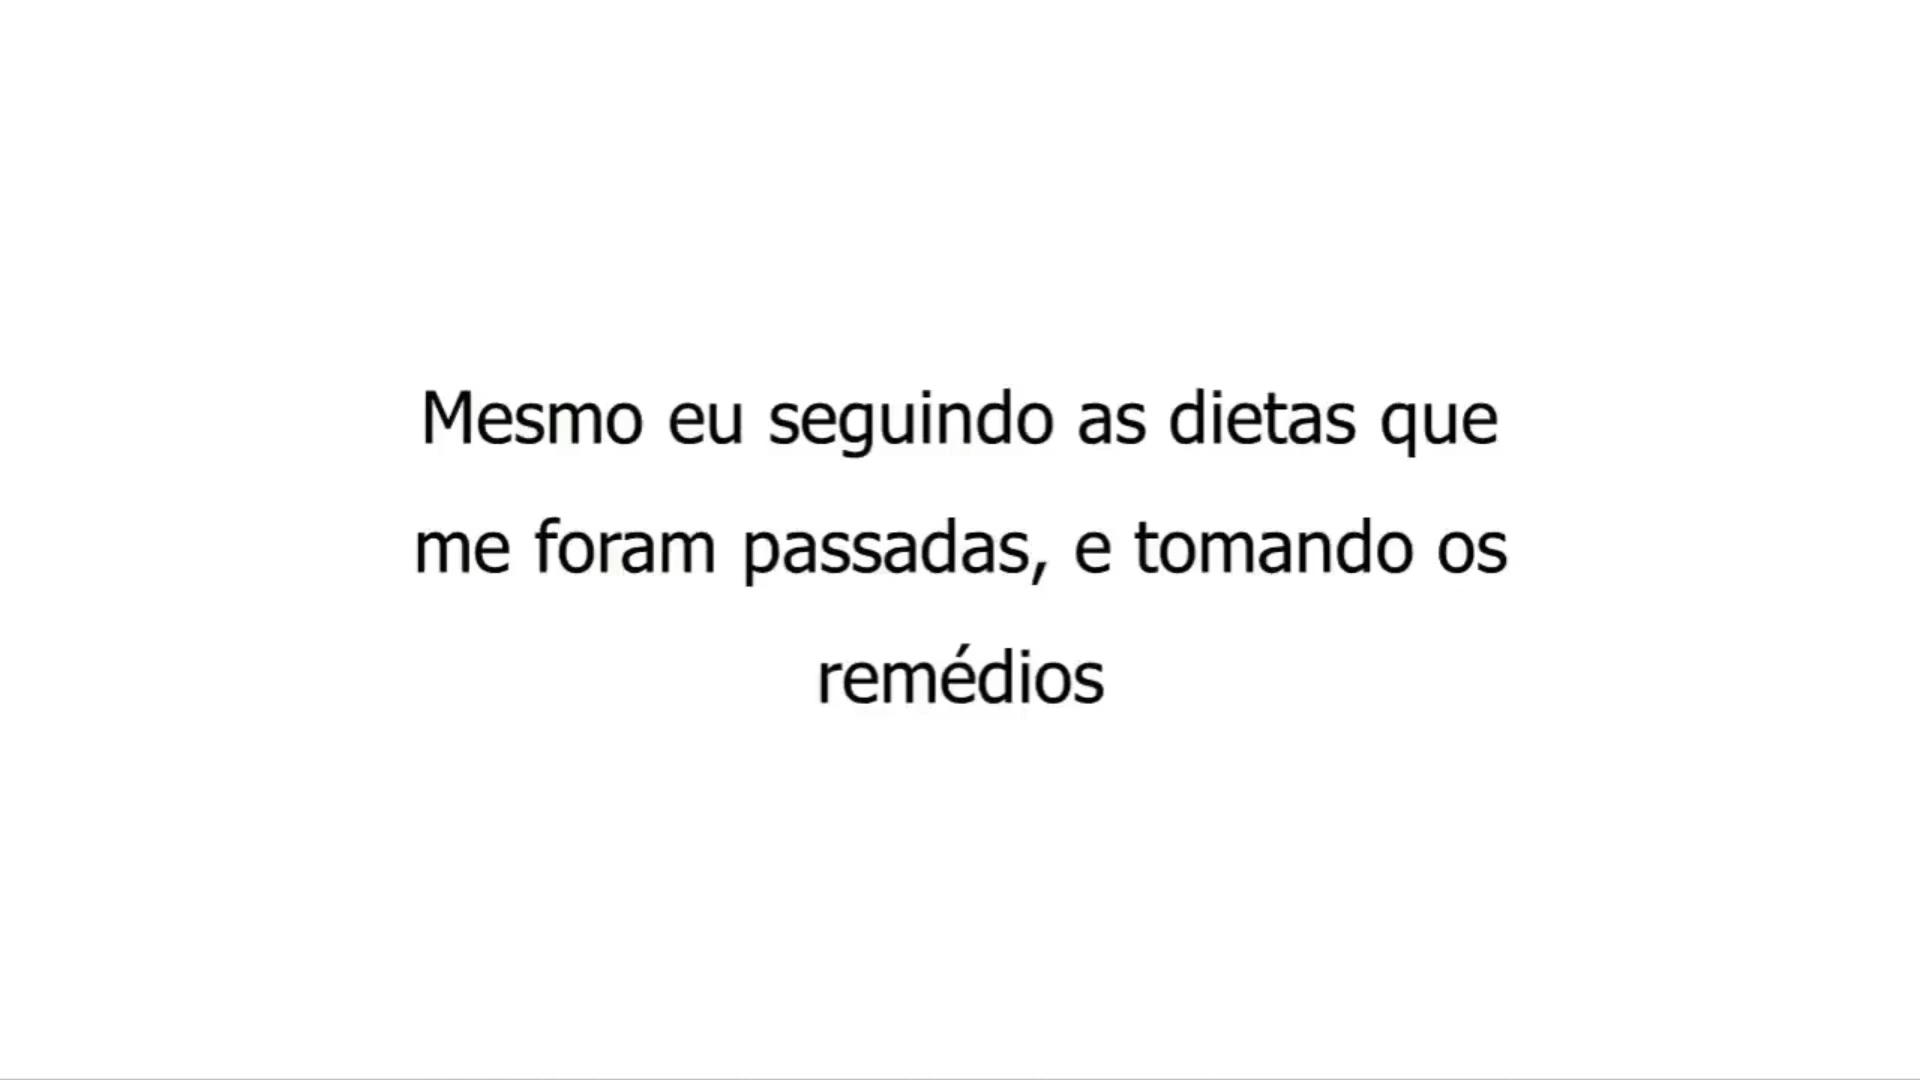 Mesmo eu seguindo as dietas que
me foram passadas, e tomando os
remédios